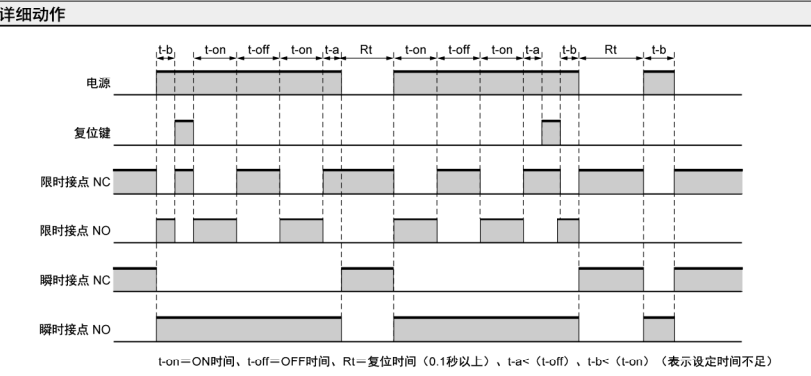 详细动作
t-b t-on t-off t-on t-a Rt t-on t-off t-on t-a t-b Rt t-b
电源
复位键
限时接点 NC
限时接点 NO
瞬时接点 NC
瞬时接点 NO
t-on＝ON时间、t-off＝OFF时间、Rt＝复位时间（0.1秒以上）、t-a<（t-off）、t-b<（t-on）（表示设定时间不足）